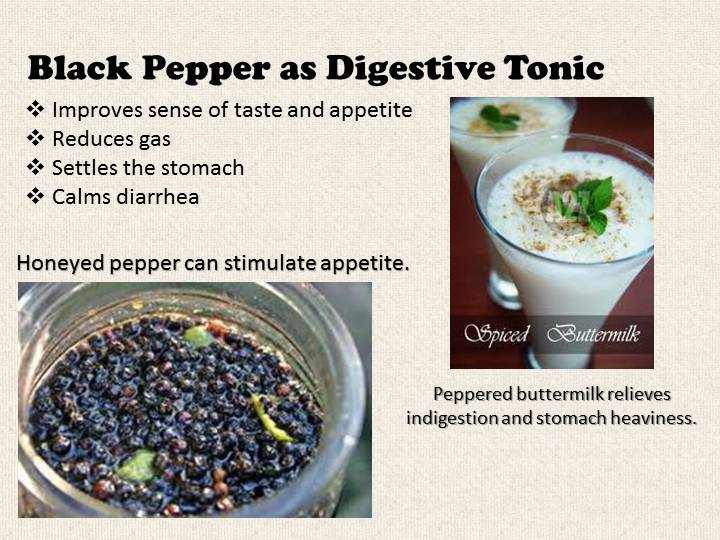 Black Pepper as Digestive Tonic
❖ Improves sense of taste and appetite
❖ Reduces gas
❖ Settles the stomach
❖ Calms diarrhea
Honeyed pepper can stimulate appetite.
Spiced Buttermilk
Peppered buttermilk relieves
indigestion and stomach heaviness.